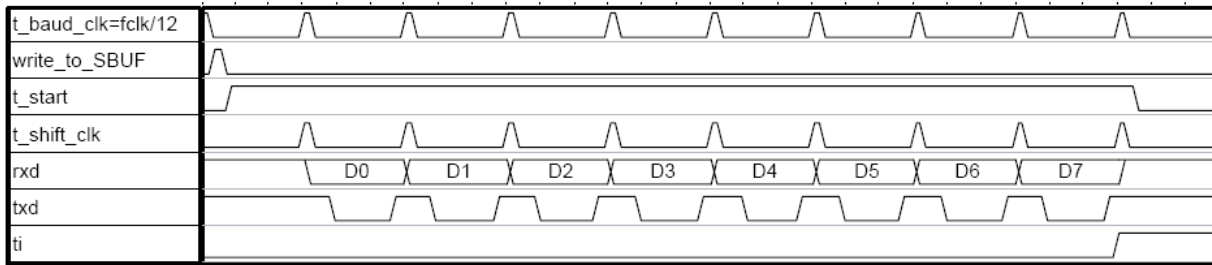 t_baud_clk=fclk/12
write_to_SBUF
t_start
t_shift_clk
rxd D0 D1 D2 D3 D4 D5 D6 D7
txd
ti